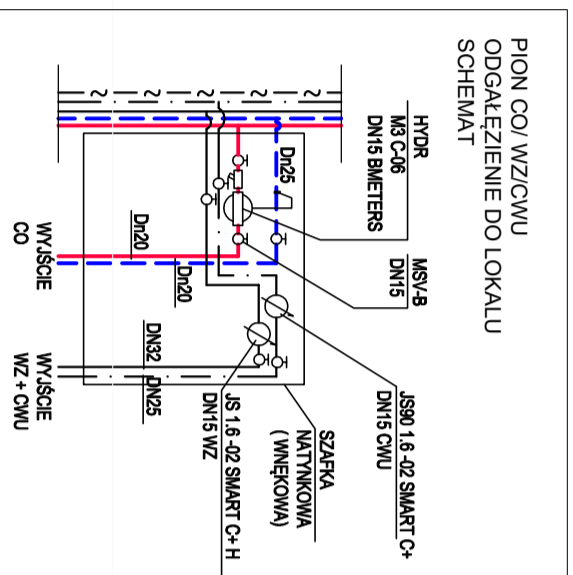 PION CO/ WZ/CWU
ODGAŁĘZIENIE DO LOKALU
SCHEMAT
HYDR
M3 C-06
DN15 BMETERS
MSV-B
DN15
JS90 1.6 -02 SMART C+
DN15 CWU
Dn25
SZAFKA
NATYNKOWA
( WNĘKOWA)
JS 1.6 -02 SMART C+ H
DN15 WZ
Dn20
Dn20
DN32
DN25
WYJŚCIE
CO
WYJŚCIE
WZ + CWU